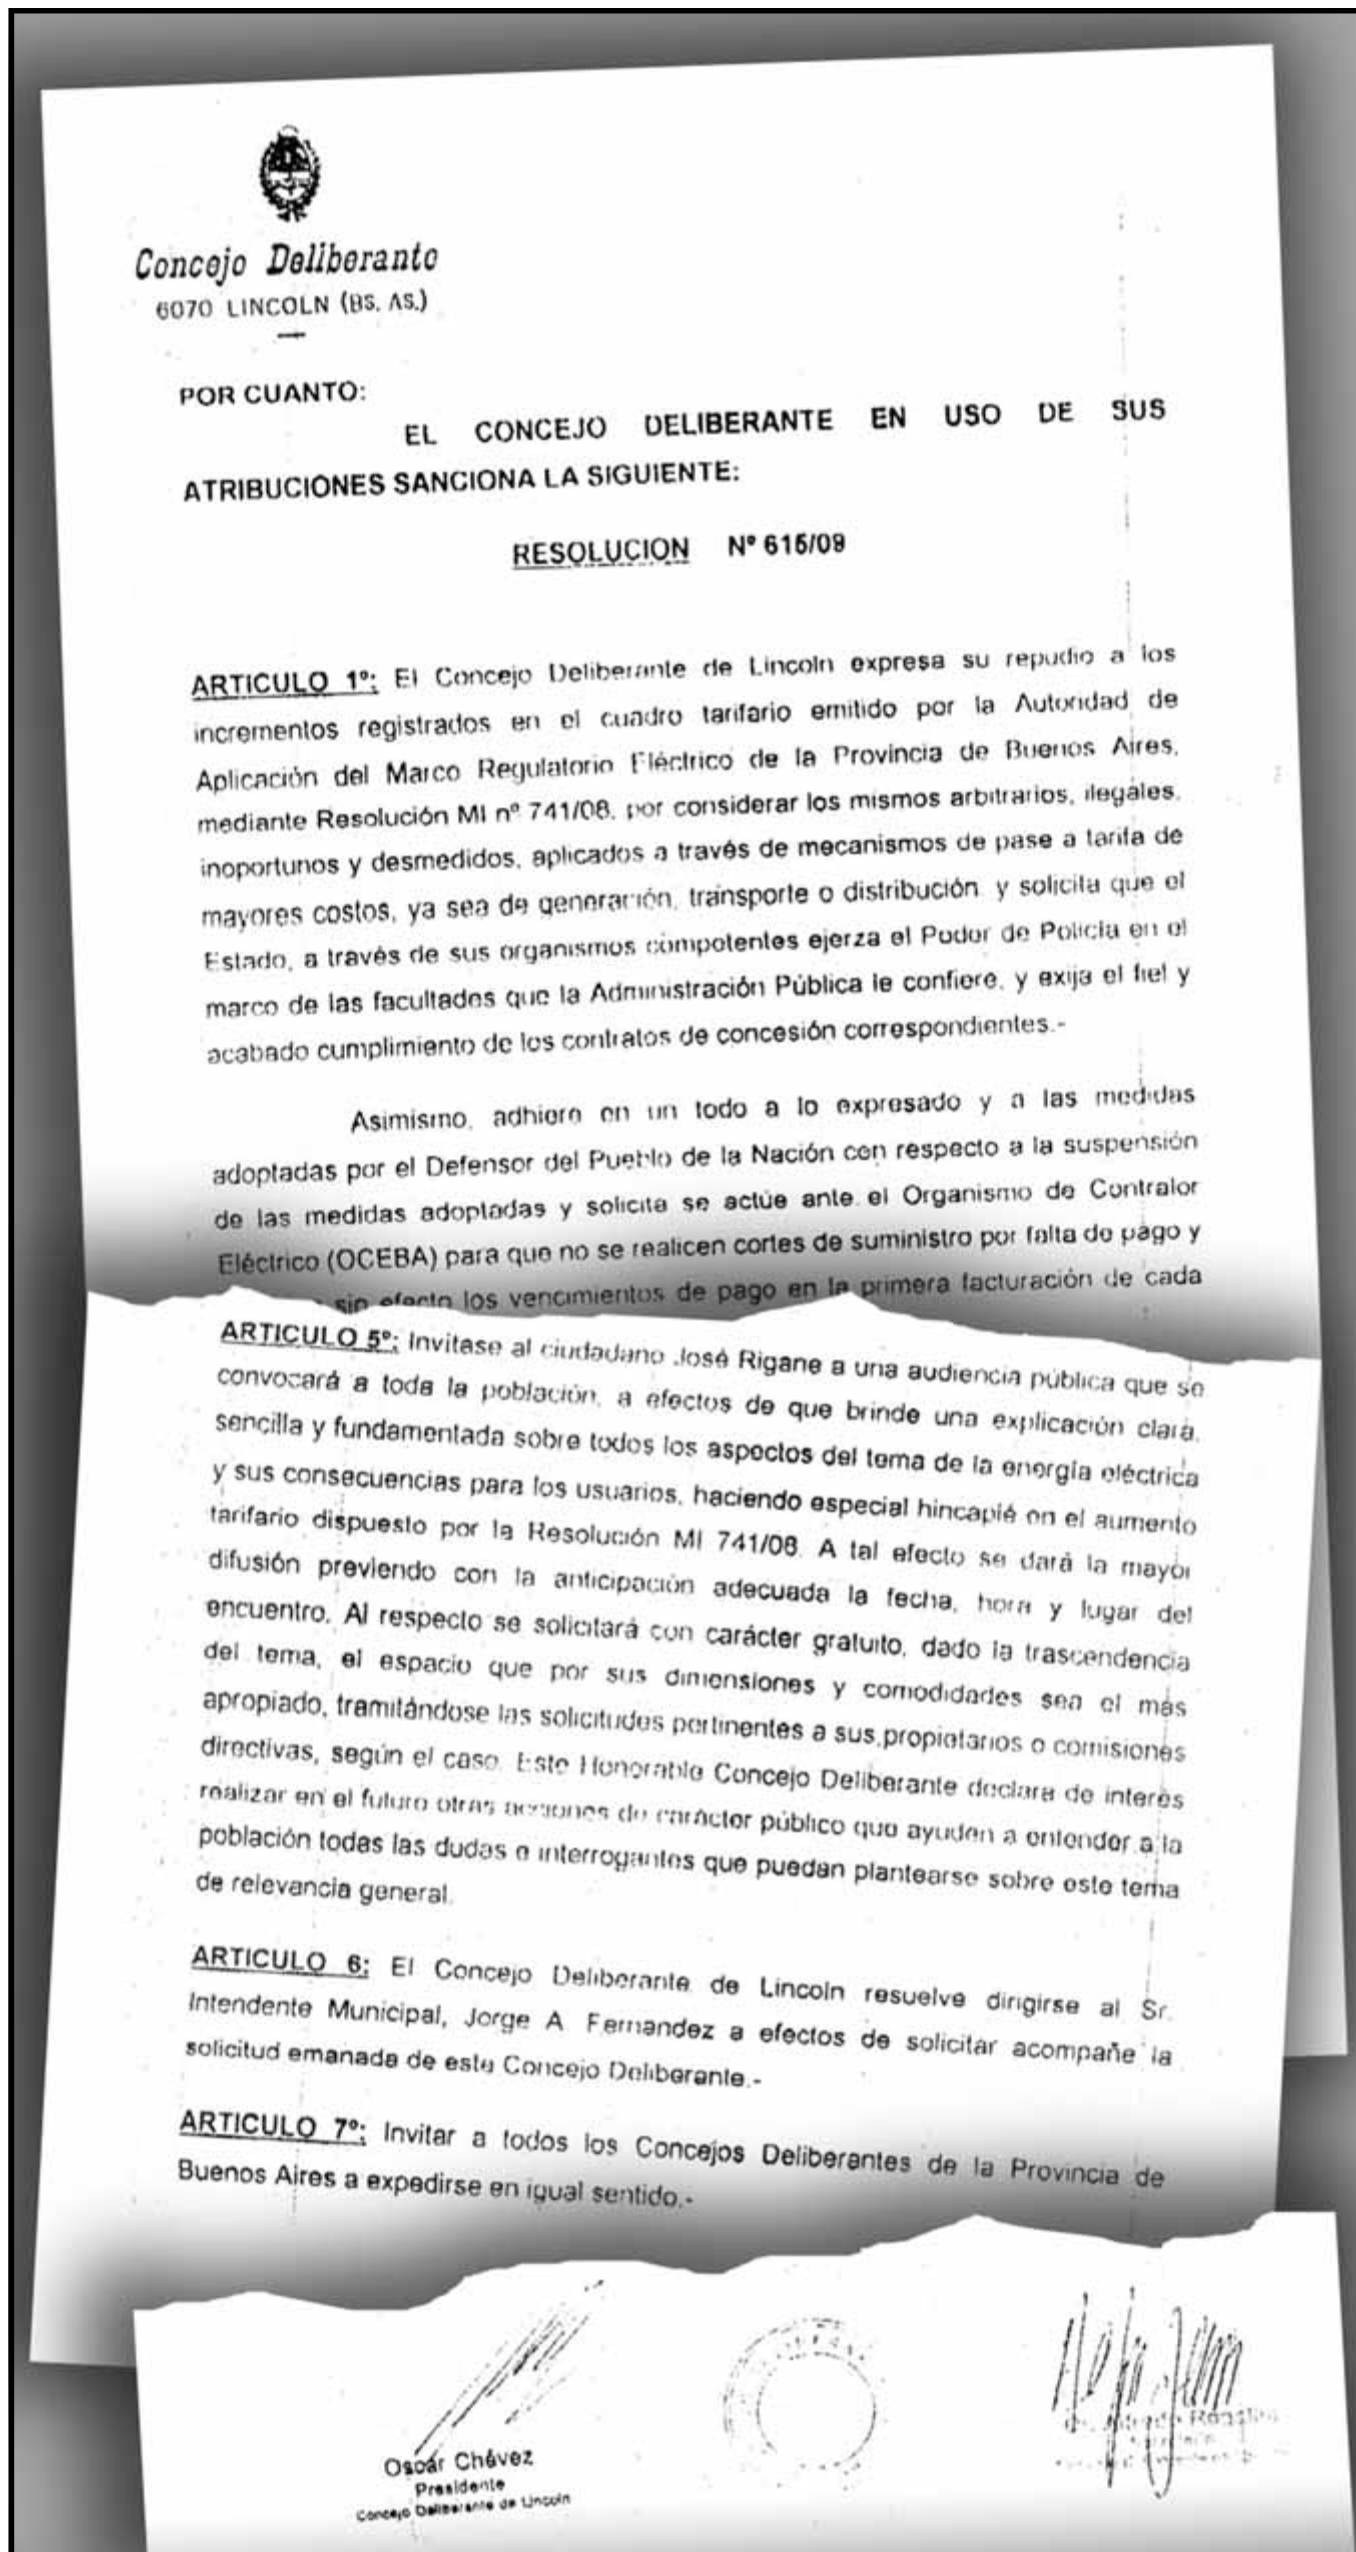 Concejo Deliberante
6070 LINCOLN (BS. AS.)
POR CUANTO:
EL CONCEJO DELIBERANTE EN USO DE SUS
ATRIBUCIONES SANCIONA LA SIGUIENTE:
RESOLUCION Nº 615/09
ARTICULO 1º: El Concejo Deliberante de Lincoln expresa su repudio a los
incrementos registrados en el cuadro tarifario emitido por la Autoridad de
Aplicación del Marco Regulatorio Eléctrico de la Provincia de Buenos Aires,
mediante Resolución MI nº 741/08, por considerar los mismos arbitrarios, ilegales,
inoportunos y desmedidos, aplicados a través de mecanismos de pase a tarifa de
mayores costos, ya sea de generación, transporte o distribución y solicita que el
Estado, a través de sus organismos competentes ejerza el Poder de Policía en el
marco de las facultades que la Administración Pública le confiere, y exija el fiel y
acabado cumplimiento de los contratos de concesión correspondientes.-
Asimismo, adhiere en un todo a lo expresado y a las medidas
adoptadas por el Defensor del Pueblo de la Nación con respecto a la suspensión
de las medidas adoptadas y solicita se actúe ante el Organismo de Contralor
Eléctrico (OCEBA) para que no se realicen cortes de suministro por falta de pago y
sin efecto los vencimientos de pago en la primera facturación de cada
ARTICULO 5º: Invitase al ciudadano José Rigane a una audiencia pública que se
convocará a toda la población, a efectos de que brinde una explicación clara,
sencilla y fundamentada sobre todos los aspectos del tema de la energía eléctrica
y sus consecuencias para los usuarios, haciendo especial hincapié en el aumento
tarifario dispuesto por la Resolución MI 741/08. A tal efecto se dará la mayor
difusión previendo con la anticipación adecuada la fecha, hora y lugar del
encuentro. Al respecto se solicitará con carácter gratuito, dado la trascendencia
del tema, el espacio que por sus dimensiones y comodidades sea el más
apropiado, tramitándose las solicitudes pertinentes a sus propietarios o comisiones
directivas, según el caso. Este Honorable Concejo Deliberante declara de interés
realizar en el futuro otras acciones de carácter público que ayuden a entender a la
población todas las dudas e interrogantes que puedan plantearse sobre este tema
de relevancia general.
ARTICULO 6: El Concejo Deliberante de Lincoln resuelve dirigirse al Sr.
Intendente Municipal, Jorge A Fernandez a efectos de solicitar acompañe la
solicitud emanada de este Concejo Deliberante.-
ARTICULO 7º: Invitar a todos los Concejos Deliberantes de la Provincia de
Buenos Aires a expedirse en igual sentido.-
Oscar Chávez
Presidente
Concejo Deliberante de Lincoln